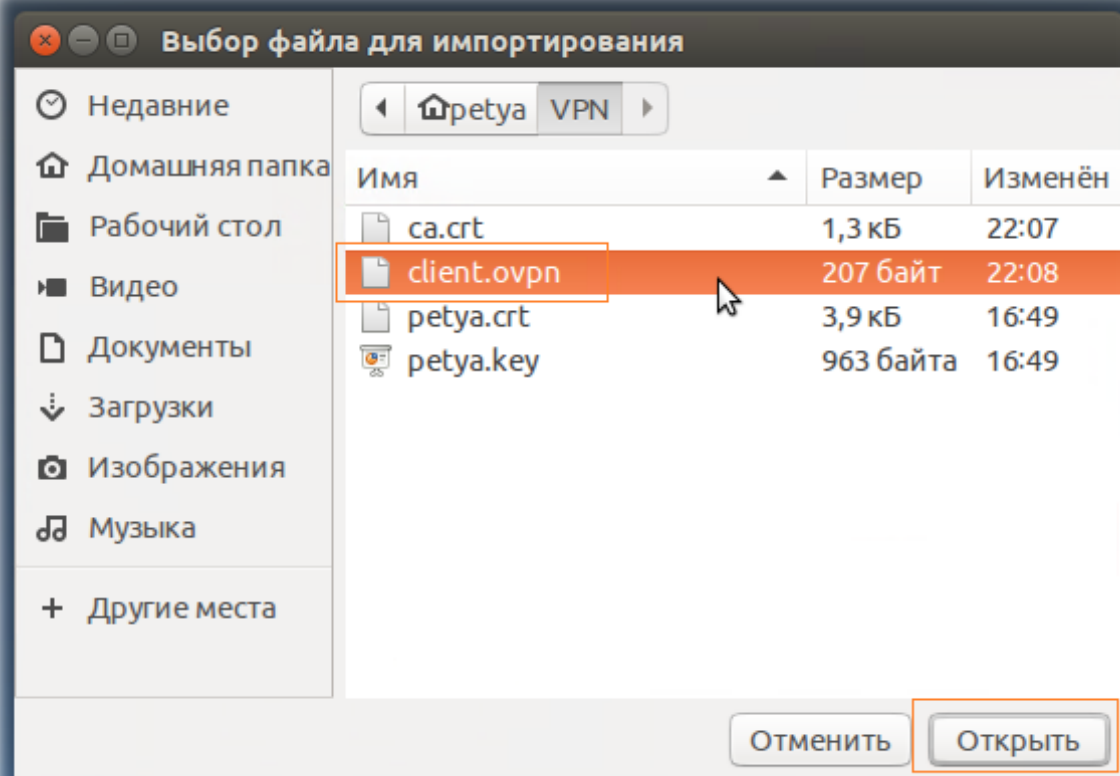 Выбор файла для импортирования
Недавние
Домашняя папка
Рабочий стол
Видео
Документы
Загрузки
Изображения
Музыка
Другие места
petya VPN
Имя Размер Изменён
ca.crt 1,3 кБ 22:07
client.ovpn 207 байт 22:08
petya.crt 3,9 кБ 16:49
petya.key 963 байта 16:49
Отменить Открыть